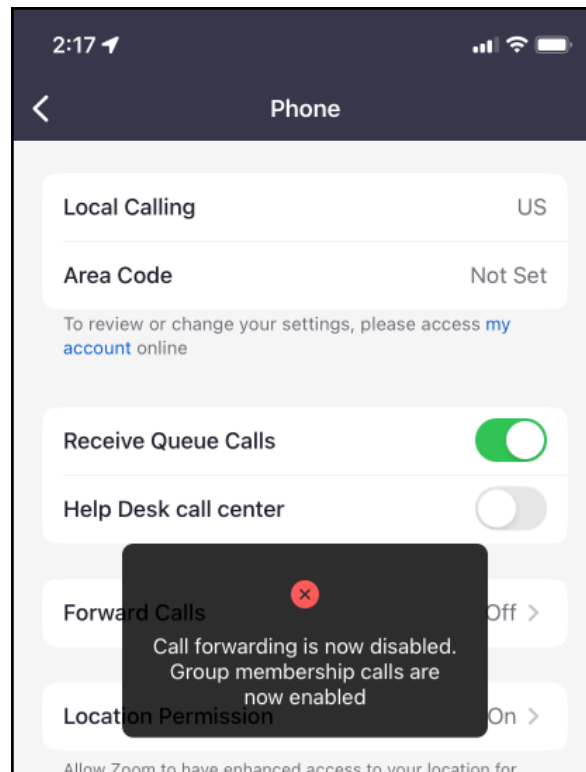 2:17
Phone
Local Calling US
Area Code Not Set
To review or change your settings, please access my
account online
Receive Queue Calls
Help Desk call center
Forward Calls Off
Call forwarding is now disabled.
Group membership calls are
now enabled
Location Permission On
Allow Zoom to have enhanced access to your location for